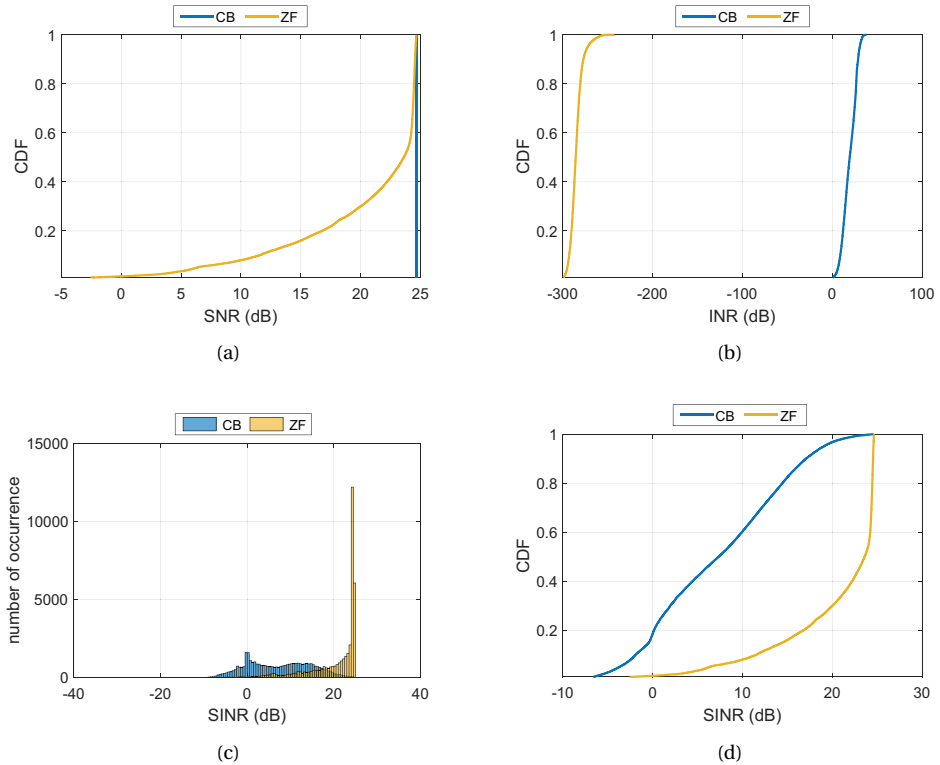 CB ZF
1
0.8
0.6
0.4
0.2
CDF
-5 0 5 10 15 20 25
SNR (dB)
(a)
CB ZF
1
0.8
0.6
0.4
0.2
CDF
-300 -200 -100 0 100
INR (dB)
(b)
CB ZF
15000
10000
5000
0
number of occurrence
-40 -20 0 20 40
SINR (dB)
(c)
CB ZF
1
0.8
0.6
0.4
0.2
CDF
-10 0 10 20 30
SINR (dB)
(d)